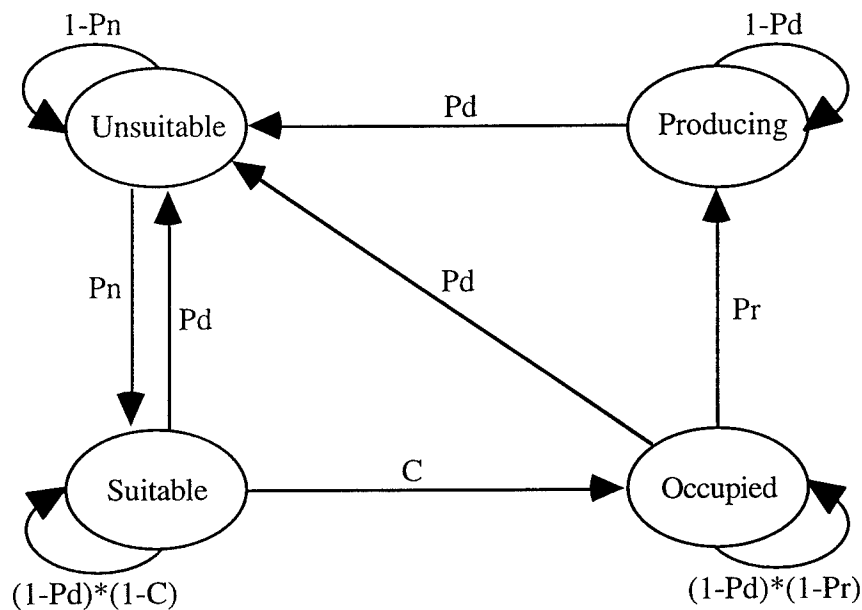 1-Pn
1-Pd
Unsuitable
Pd
Producing
Pn
Pd
Pd
Pr
Suitable
C
Occupied
(1-Pd)*(1-C)
(1-Pd)*(1-Pr)